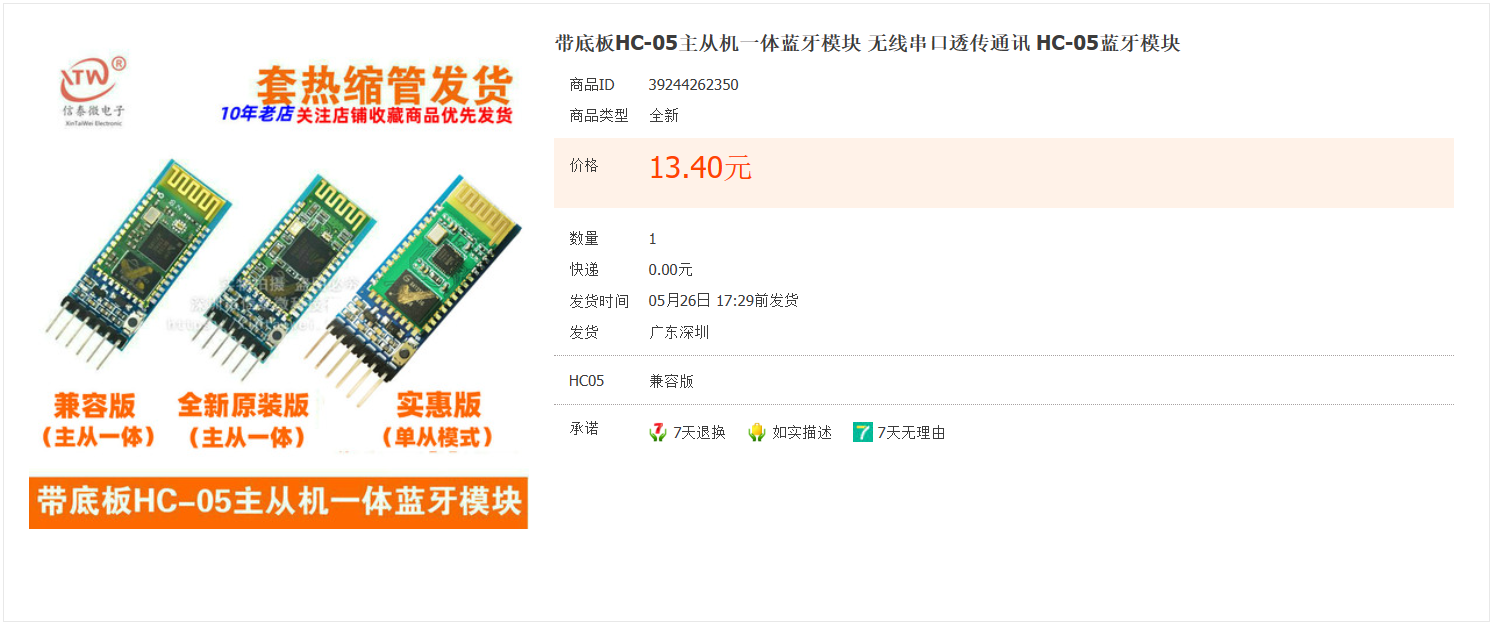 带底板HC-05主从机一体蓝牙模块 无线串口透传通讯 HC-05蓝牙模块
ATW®
信泰微电子
XinTaiWei Electronic
套热缩管发货
10年老店关注店铺收藏商品优先发货
兼容版
(主从一体)
全新原装版
(主从一体)
实惠版
(单从模式)
带底板HC-05主从机一体蓝牙模块
商品ID 39244262350
商品类型 全新
价格 13.40元
数量 1
快递 0.00元
发货时间 05月26日 17:29前发货
发货 广东深圳
HC05 兼容版
承诺 7天退换 如实描述 7天无理由